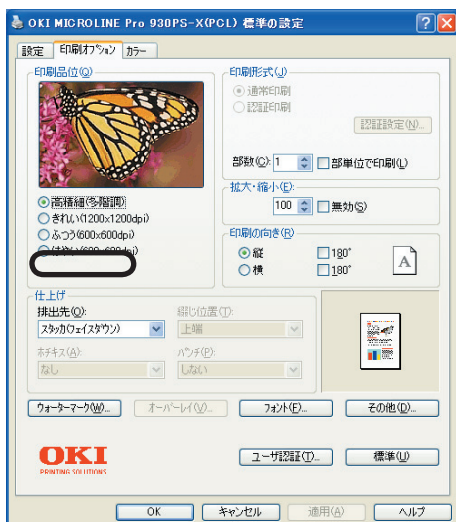 OKI MICROLINE Pro 930PS-X(PCL) 標準の設定
設定 印刷オプション カラー
印刷品位(Q)
高精細(多階調)
きれい(1200x1200dpi)
ふつう(600x600dpi)
はやい(600x600dpi)
印刷形式(J)
通常印刷
認証印刷
認証設定(N)...
部数(C): 1 部単位で印刷(L)
拡大・縮小(E):
100 無効(S)
印刷の向き(R)
縦 180°
横 180°
A
仕上げ
排出先(O): 綴じ位置(T):
スタッカ(フェイスダウン) 上端
ホチキス(A): パンチ(P):
なし しない
ウォーターマーク(W)... オーバーレイ(V)... フォント(F)... その他(D)...
OKI
PRINTING SOLUTIONS
ユーザ認証(T)... 標準(U)
OK キャンセル 適用(A) ヘルプ